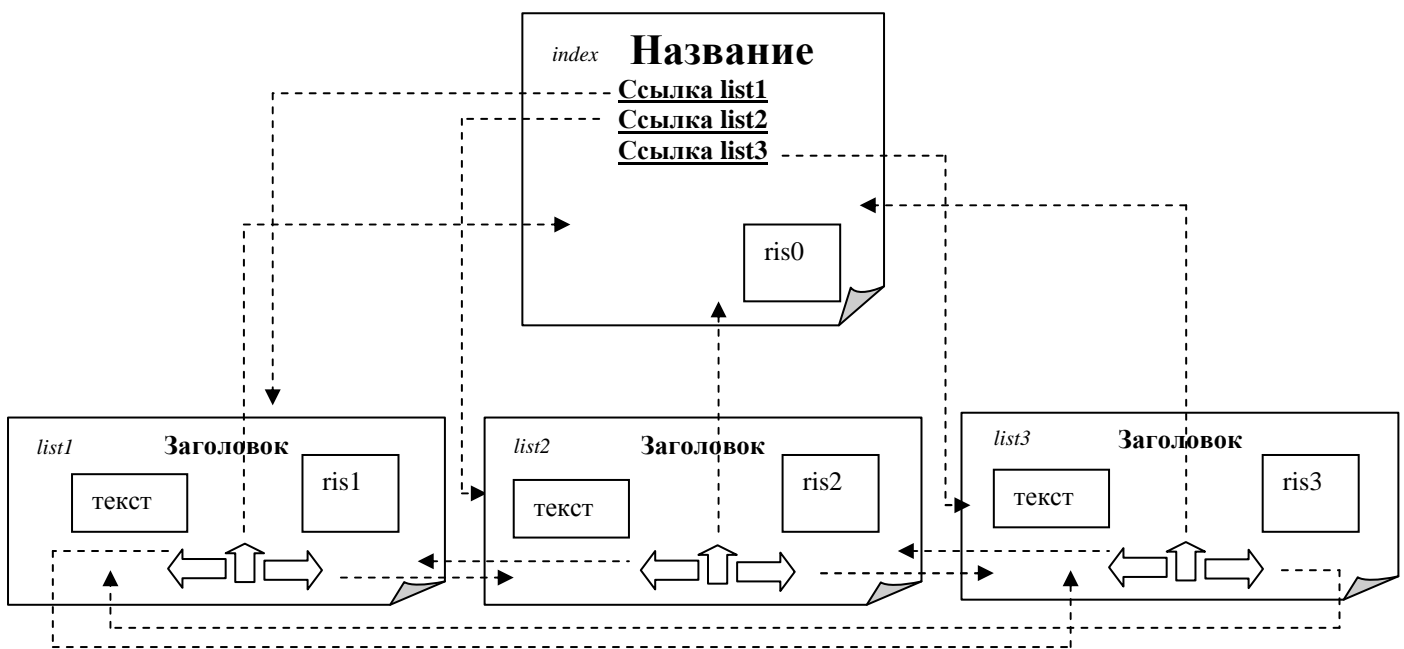 index
Название
Ссылка list1
Ссылка list2
Ссылка list3
ris0
list1
Заголовок
текст
ris1
list2
Заголовок
текст
ris2
list3
Заголовок
текст
ris3